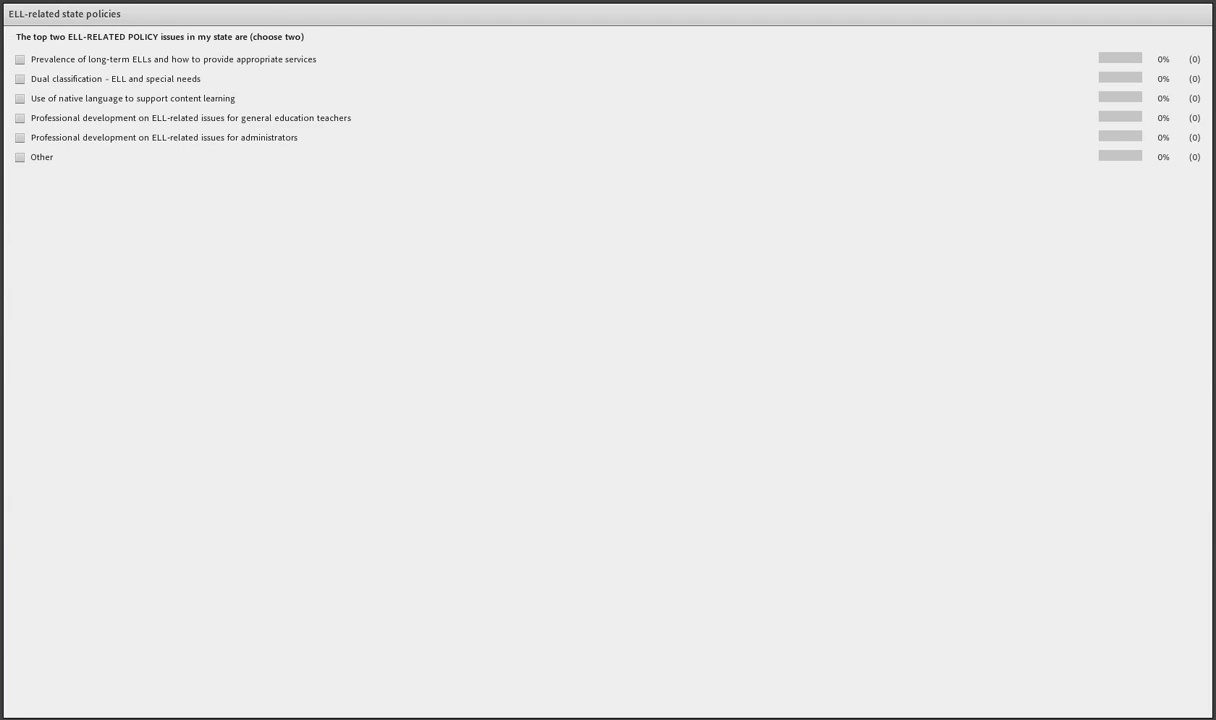 ELL-related state policies
The top two ELL-RELATED POLICY issues in my state are (choose two)
Prevalence of long-term ELLs and how to provide appropriate services 0% (0)
Dual classification - ELL and special needs 0% (0)
Use of native language to support content learning 0% (0)
Professional development on ELL-related issues for general education teachers 0% (0)
Professional development on ELL-related issues for administrators 0% (0)
Other 0% (0)